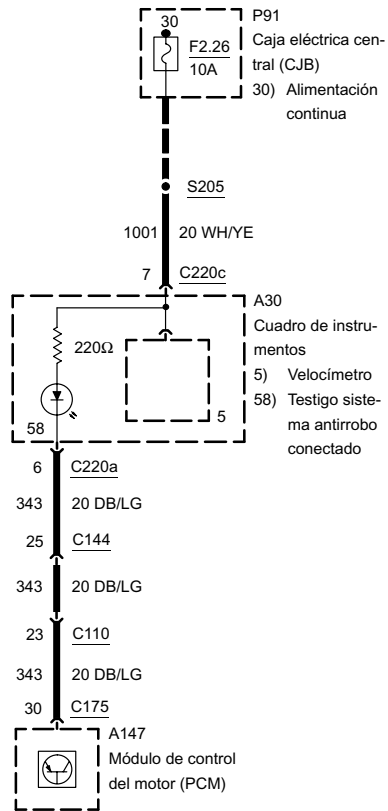 30
F2.26
10A
P91
Caja eléctrica cen-
tral (CJB)
30) Alimentación
continua
S205
1001 20 WH/YE
7 C220c
A30
Cuadro de instru-
mentos
5) Velocímetro
58) Testigo siste-
ma antirrobo
conectado
220Ω
5
58
6 C220a
343 20 DB/LG
25 C144
343 20 DB/LG
23 C110
343 20 DB/LG
30 C175
A147
Módulo de control
del motor (PCM)